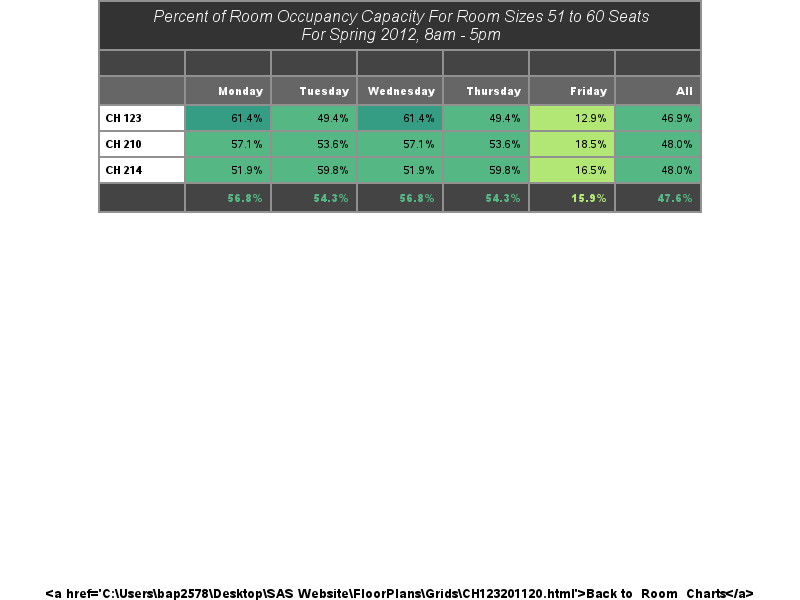 Percent of Room Occupancy Capacity For Room Sizes 51 to 60 Seats
For Spring 2012, 8am - 5pm
Monday Tuesday Wednesday Thursday Friday All
CH 123 61.4% 49.4% 61.4% 49.4% 12.9% 46.9%
CH 210 57.1% 53.6% 57.1% 53.6% 18.5% 48.0%
CH 214 51.9% 59.8% 51.9% 59.8% 16.5% 48.0%
56.8% 54.3% 56.8% 54.3% 15.9% 47.6%
<a href='C:\Users\bap2578\Desktop\SAS Website\FloorPlans\Grids\CH123201120.html'>Back to Room Charts</a>